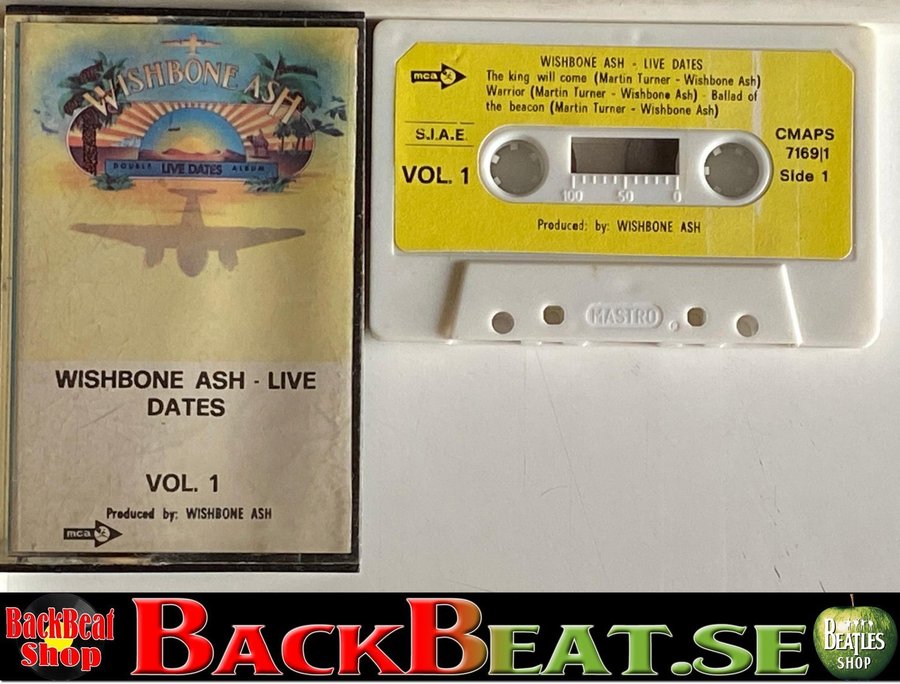 WISHBONE ASH
DOUBLE LIVE DATES ALBUM
WISHBONE ASH - LIVE
DATES
VOL. 1
Produced by: WISHBONE ASH
mca
WISHBONE ASH - LIVE DATES
mca
The king will come (Martin Turner - Wishbone Ash)
Warrior (Martin Turner - Wishbone Ash) - Ballad of
the beacon (Martin Turner - Wishbone Ash)
S.I.A.E.
VOL. 1
CMAPS
7169|1
Side 1
100 50 0
Produced: by: WISHBONE ASH
MASTRO
BackBeat
Shop
BACKBEAT.SE
BEATLES
SHOP